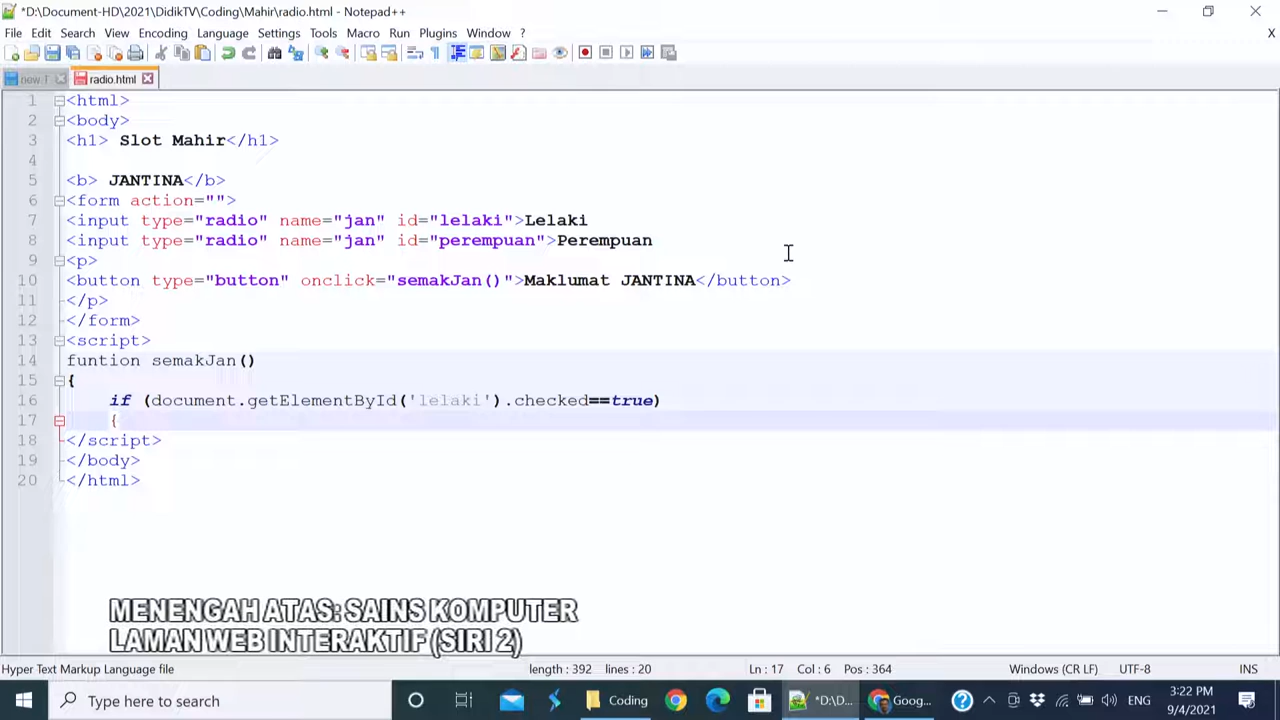 *D:\Document-HD\2021\DidikTV\Coding\Mahir\radio.html - Notepad++
File Edit Search View Encoding Language Settings Tools Macro Run Plugins Window ? X
new radio.html
1 <html>
2 <body>
3 <h1> Slot Mahir</h1>
4
5 <b> JANTINA</b>
6 <form action="">
7 <input type="radio" name="jan" id="lelaki">Lelaki
8 <input type="radio" name="jan" id="perempuan">Perempuan
9 <p>
10 <button type="button" onclick="semakJan()">Maklumat JANTINA</button>
11 </p>
12 </form>
13 <script>
14 funtion semakJan()
15 {
16 if (document.getElementById('lelaki').checked==true)
17 {
18 </script>
19 </body>
20 </html>
MENENGAH ATAS: SAINS KOMPUTER
LAMAN WEB INTERAKTIF (SIRI 2)
Hyper Text Markup Language file length : 392 lines : 20 Ln : 17 Col : 6 Pos : 364 Windows (CR LF) UTF-8 INS
Type here to search Coding *D:\D... Goog... ENG 3:22 PM
9/4/2021